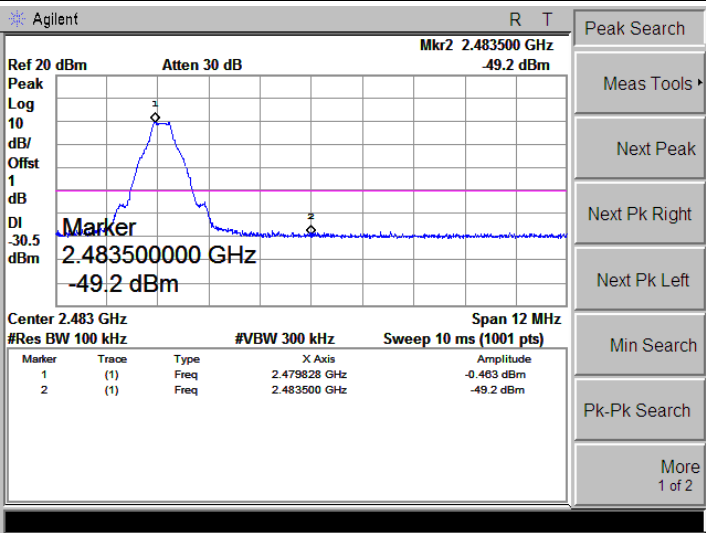 Agilent R T
Mkr2 2.483500 GHz
Ref 20 dBm Atten 30 dB -49.2 dBm
Peak
Log
10
dB/
Offst
1
dB
DI
-30.5
dBm
1
2
Marker
2.483500000 GHz
-49.2 dBm
Center 2.483 GHz Span 12 MHz
#Res BW 100 kHz #VBW 300 kHz Sweep 10 ms (1001 pts)
Marker Trace Type X Axis Amplitude
1 (1) Freq 2.479828 GHz -0.463 dBm
2 (1) Freq 2.483500 GHz -49.2 dBm
Peak Search
Meas Tools
Next Peak
Next Pk Right
Next Pk Left
Min Search
Pk-Pk Search
More
1 of 2